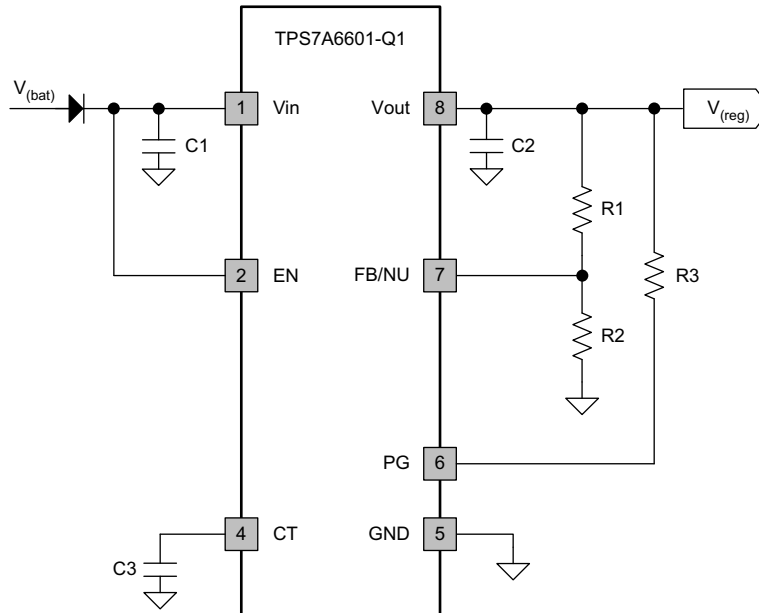 TPS7A6601-Q1
V(bat)
1 Vin
Vout 8
V(reg)
C1
C2
R1
2 EN
FB/NU 7
R3
R2
PG 6
4 CT
GND 5
C3